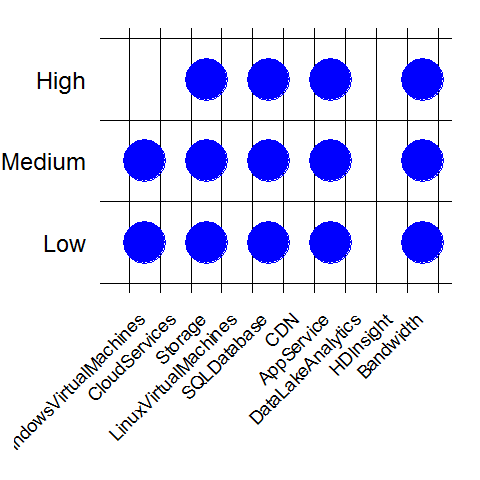 High
Medium
Low
ndowsVirtualMachines
CloudServices
Storage
LinuxVirtualMachines
SQLDatabase
CDN
AppService
DataLakeAnalytics
HDInsight
Bandwidth